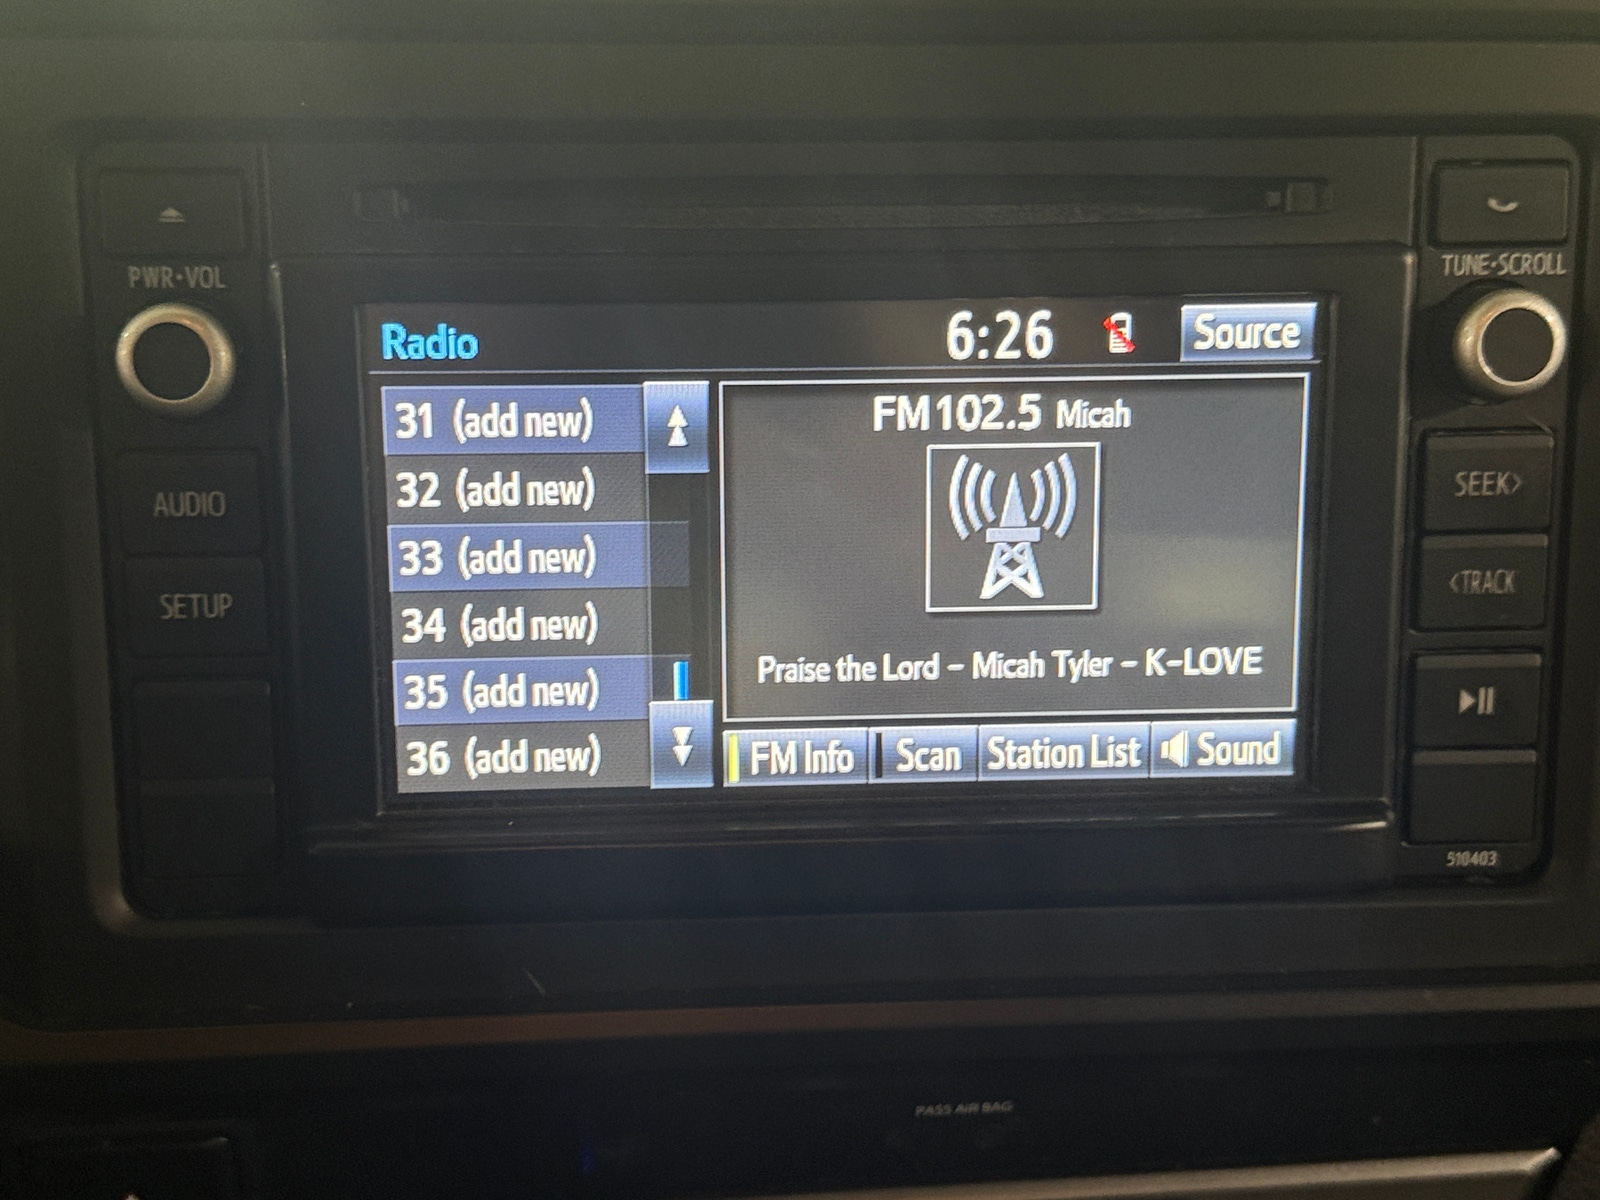 PWR•VOL
TUNE•SCROLL
Radio
6:26
Source
31 (add new)
32 (add new)
33 (add new)
34 (add new)
35 (add new)
36 (add new)
FM102.5 Micah
Praise the Lord – Micah Tyler – K-LOVE
FM Info
Scan
Station List
Sound
AUDIO
SETUP
SEEK>
<TRACK
510403
PASS AIR BAG